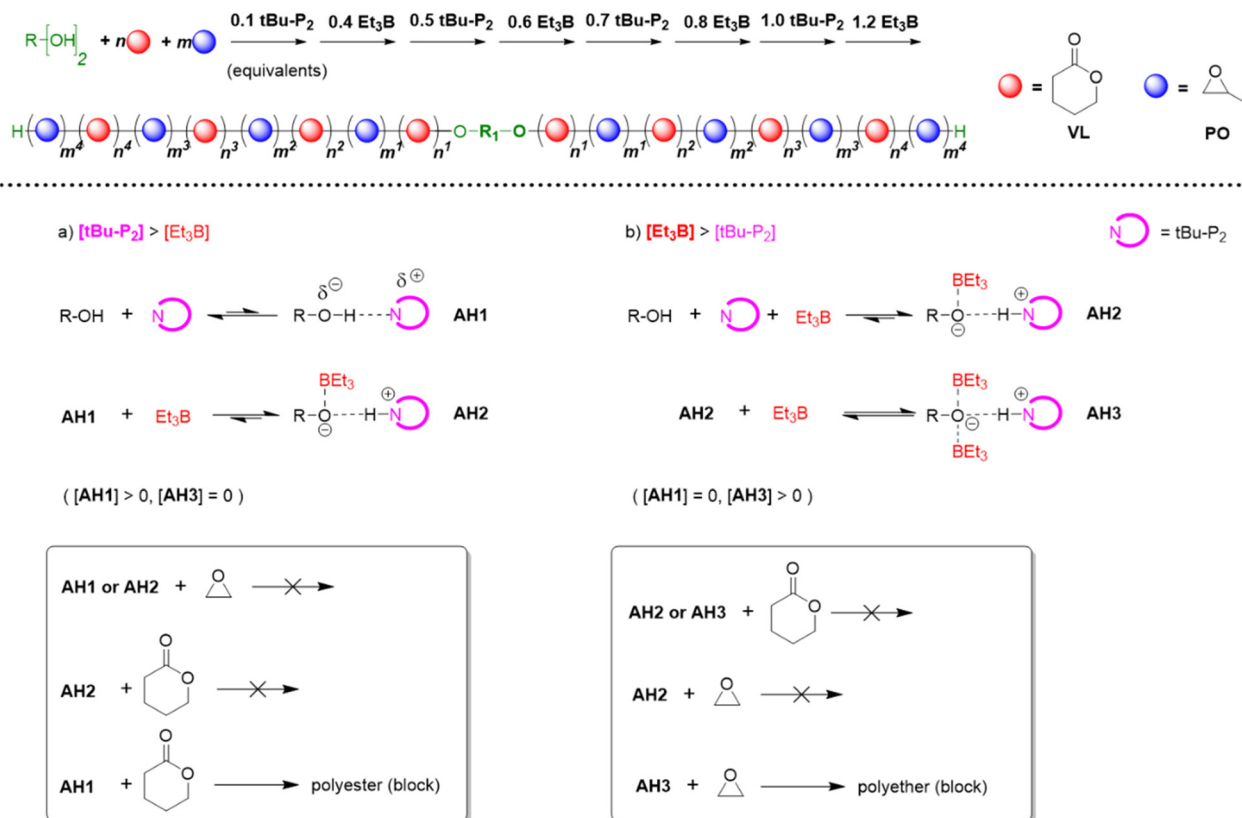 0.1 tBu-P2 0.4 Et3B 0.5 tBu-P2 0.6 Et3B 0.7 tBu-P2 0.8 Et3B 1.0 tBu-P2 1.2 Et3B
R-[OH]2 + n + m
(equivalents)
= O O VL = O PO
H ( )m4 ( )n4 ( )m3 ( )n3 ( )m2 ( )n2 ( )m1 ( )n1 O-R1-O ( )n1 ( )m1 ( )n2 ( )m2 ( )n3 ( )m3 ( )n4 ( )m4 H
a) [tBu-P2] > [Et3B]
R-OH + N ⇌ R-O-H---N δ⊖ δ⊕ AH1
AH1 + Et3B ⇌ BEt3 R-O⊖---H-N⊕ AH2
( [AH1] > 0, [AH3] = 0 )
AH1 or AH2 + O
AH2 + O O
AH1 + O O → polyester (block)
b) [Et3B] > [tBu-P2]
N = tBu-P2
R-OH + N + Et3B ⇌ BEt3 R-O⊖---H-N⊕ AH2
AH2 + Et3B ⇌ BEt3 R-O⊖---H-N⊕ BEt3 AH3
( [AH1] = 0, [AH3] > 0 )
AH2 or AH3 + O O
AH2 + O
AH3 + O → polyether (block)